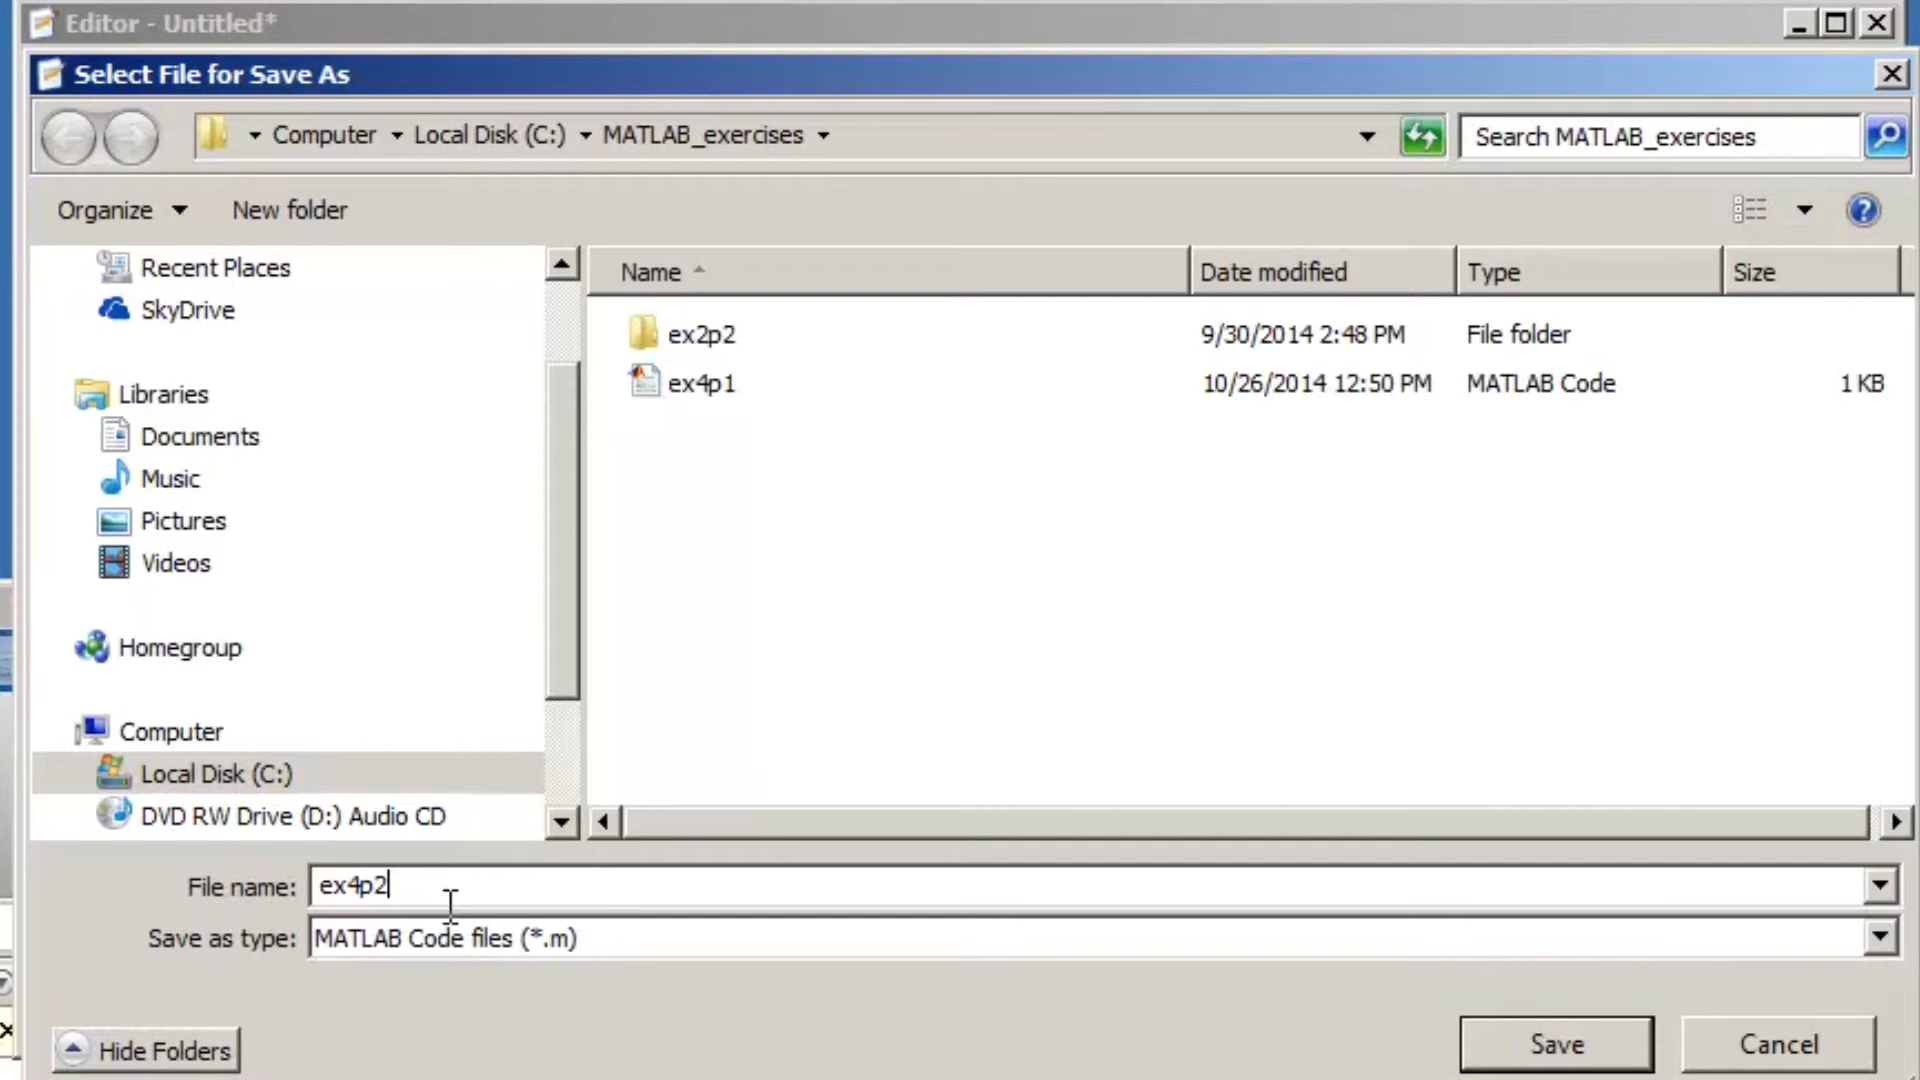 Editor - Untitled*
Select File for Save As
Computer Local Disk (C:) MATLAB_exercises
Search MATLAB_exercises
Organize New folder
Name Date modified Type Size
Recent Places
SkyDrive
Libraries
Documents
Music
Pictures
Videos
Homegroup
Computer
Local Disk (C:)
DVD RW Drive (D:) Audio CD
ex2p2 9/30/2014 2:48 PM File folder
ex4p1 10/26/2014 12:50 PM MATLAB Code 1 KB
File name: ex4p2
Save as type: MATLAB Code files (*.m)
Hide Folders
Save Cancel